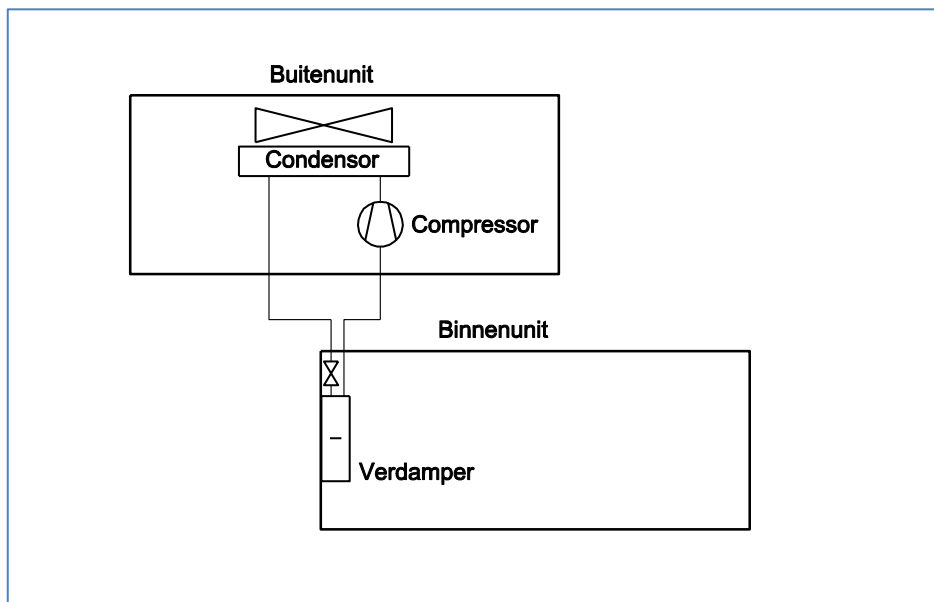 Buitenunit
Condensor
Compressor
Binnenunit
Verdamper